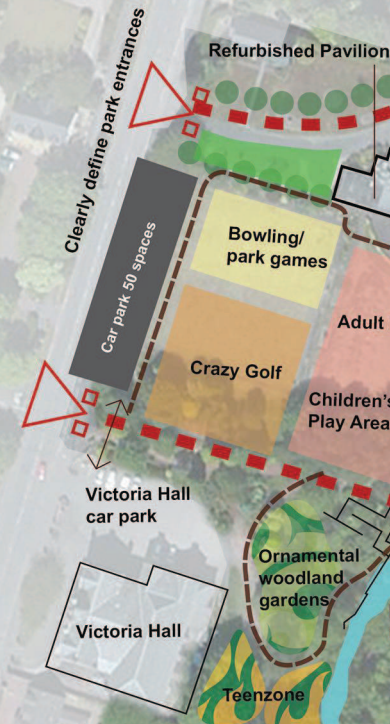 Refurbished Pavilion
Clearly define park entrances
Bowling/
park games
Car park 50 spaces
Adult
Crazy Golf
Children's
Play Area
Victoria Hall
car park
Ornamental
woodland
gardens
Victoria Hall
Teenzone